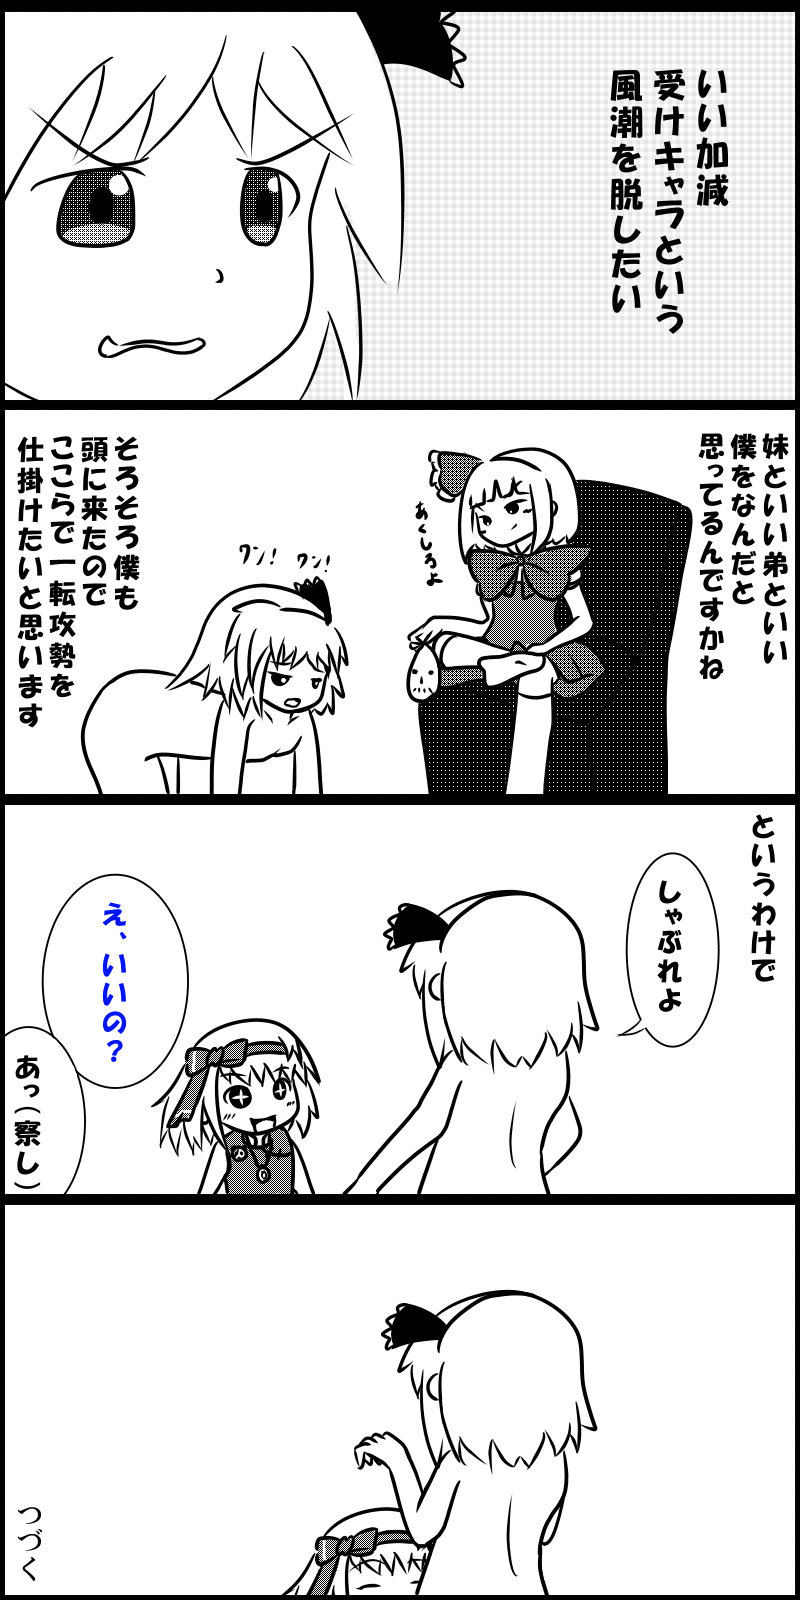 いい加減
受けキャラという
風潮を脱したい
妹といい弟といい
僕をなんだと
思ってるんですかね
あくしろよ
ワン!
ワン!
そろそろ僕も
頭に来たので
ここらで一転攻勢を
仕掛けたいと思います
というわけで
しゃぶれよ
え、いいの?
あっ(察し)
つづく